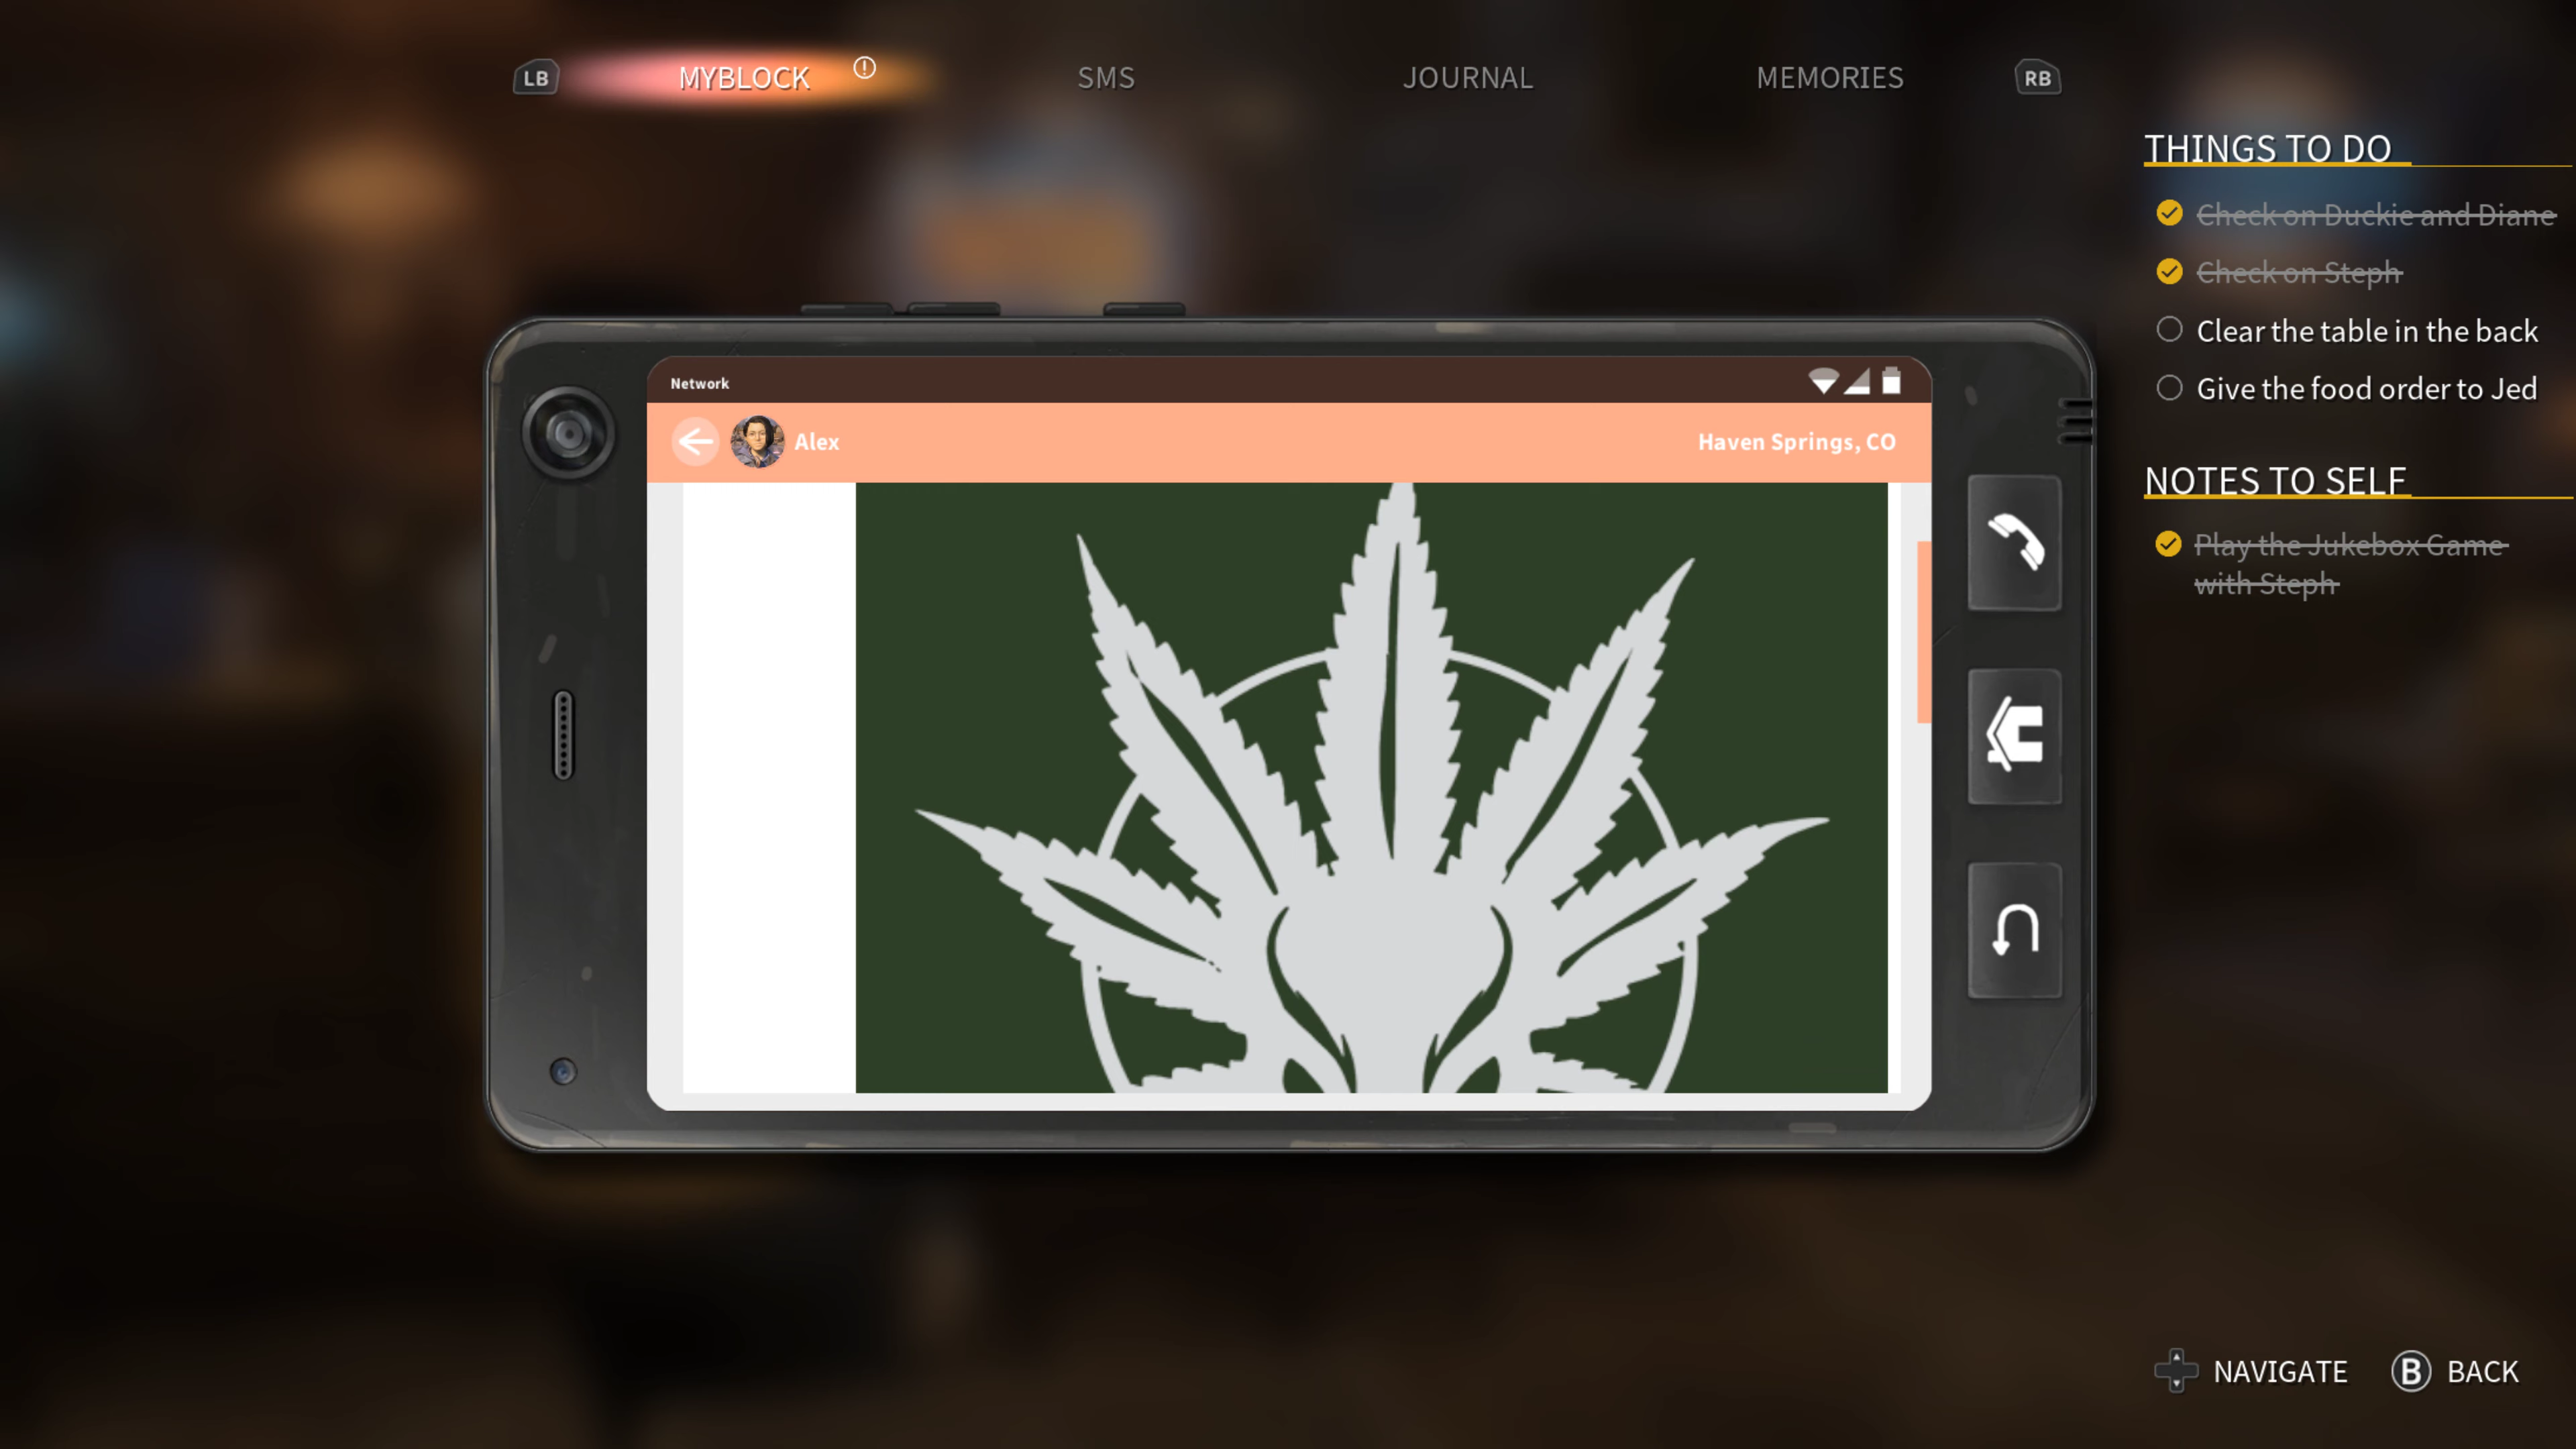 LB
MYBLOCK
SMS
JOURNAL
MEMORIES
RB
THINGS TO DO
Check on Duckie and Diane
Check on Steph
Clear the table in the back
Give the food order to Jed
NOTES TO SELF
Play the Jukebox Game
with Steph
Network
Alex
Haven Springs, CO
NAVIGATE
B BACK